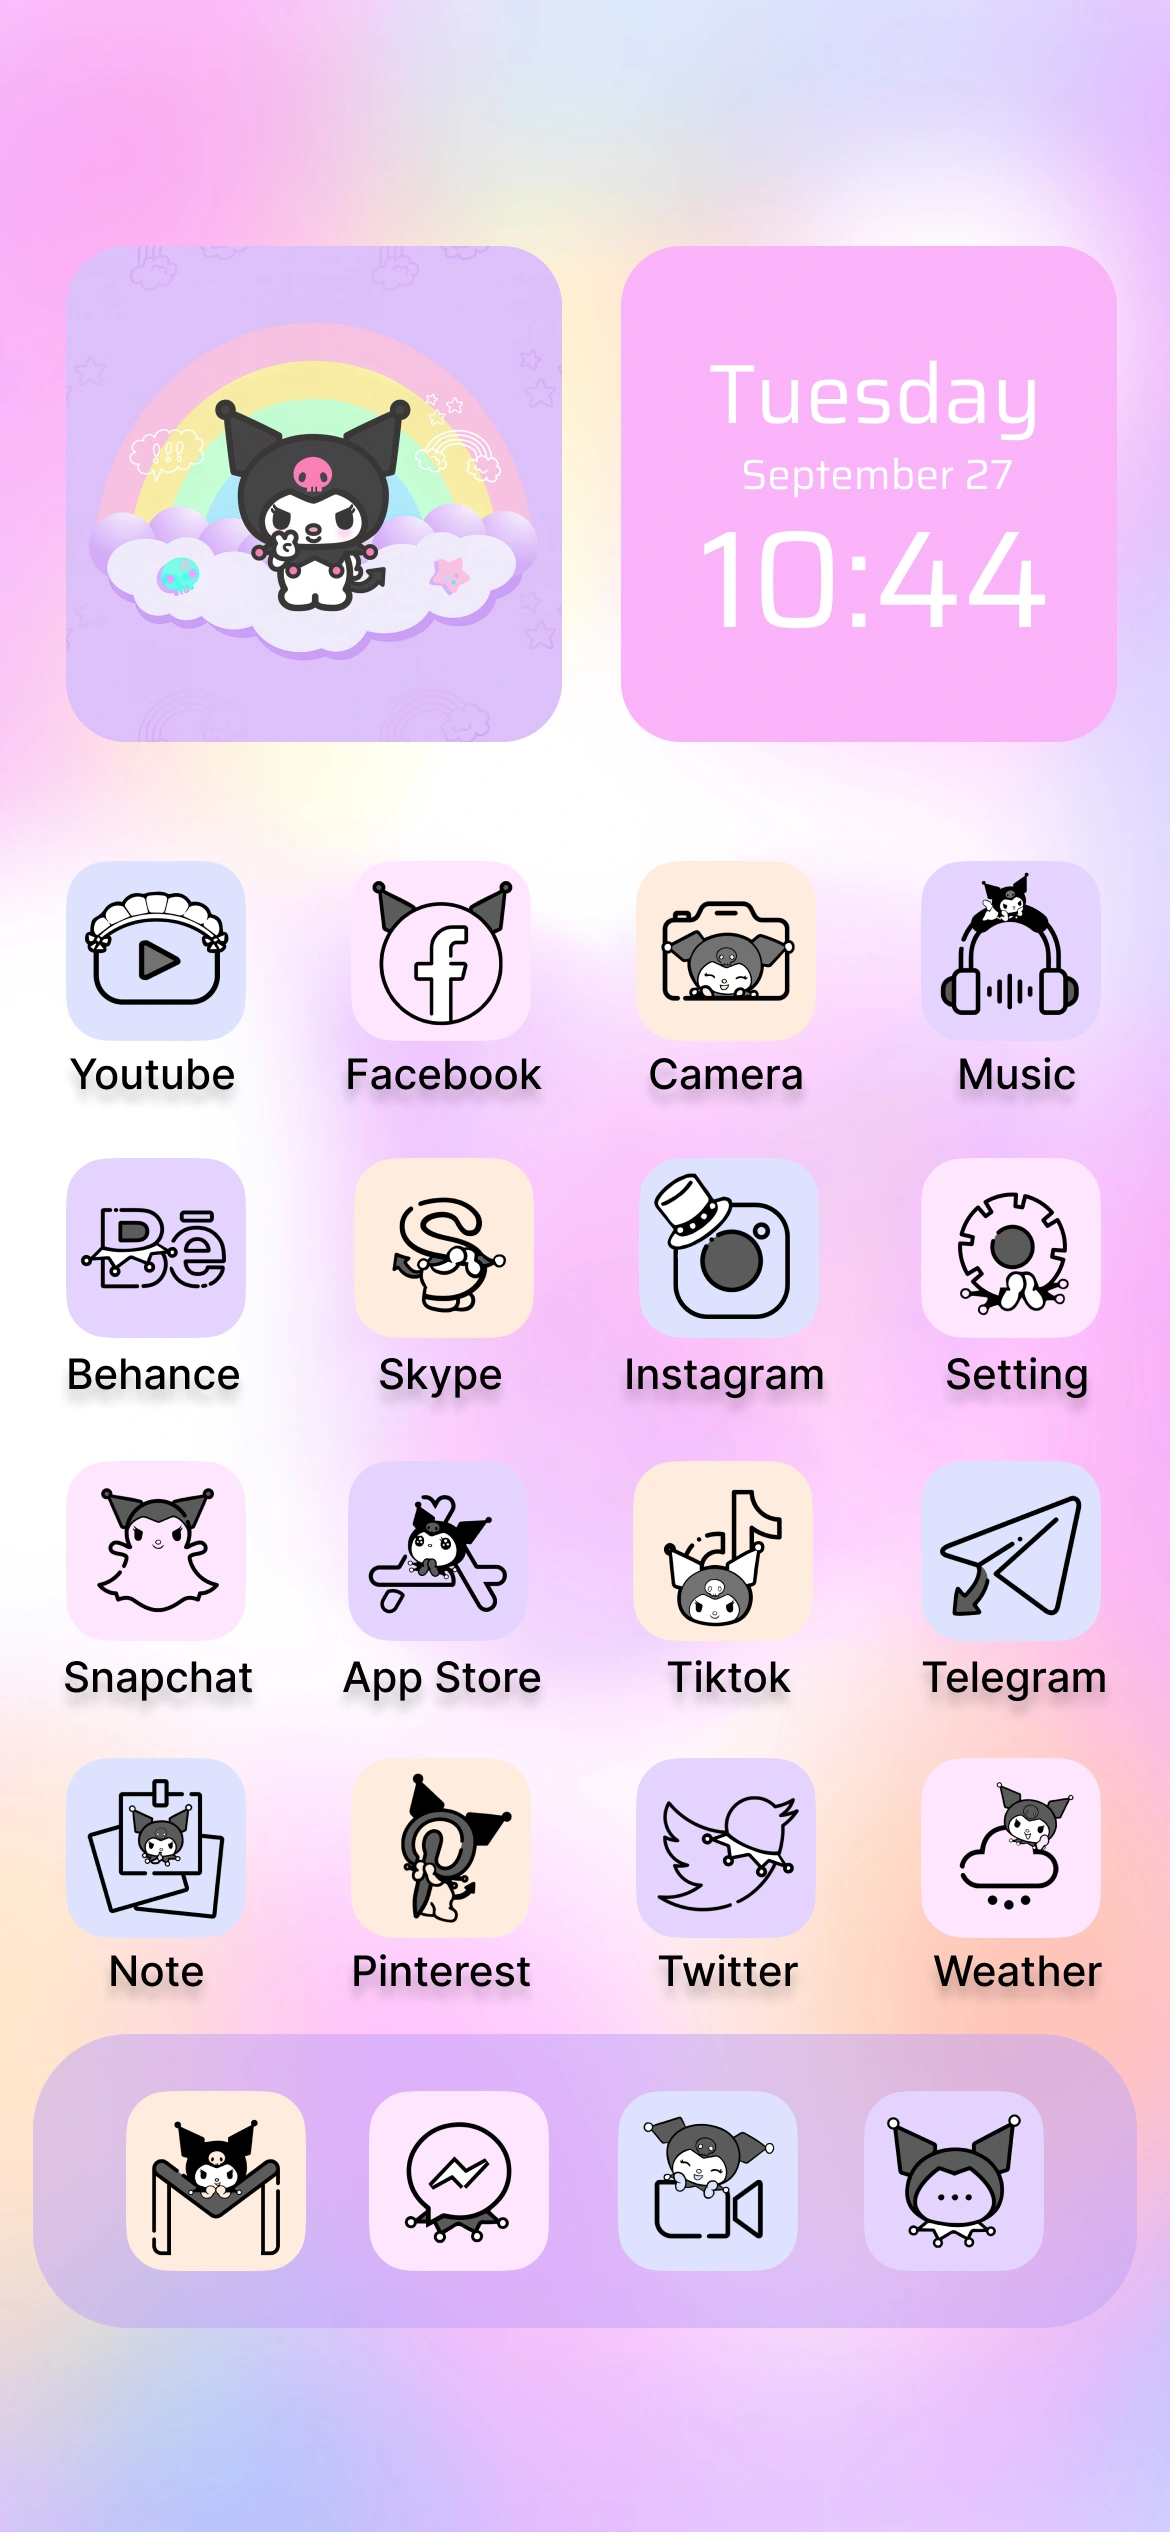 !!!
Tuesday
September 27
10:44
Youtube
Facebook
Camera
Music
Bē
Behance
Skype
Instagram
Setting
Snapchat
App Store
Tiktok
Telegram
Note
Pinterest
Twitter
Weather